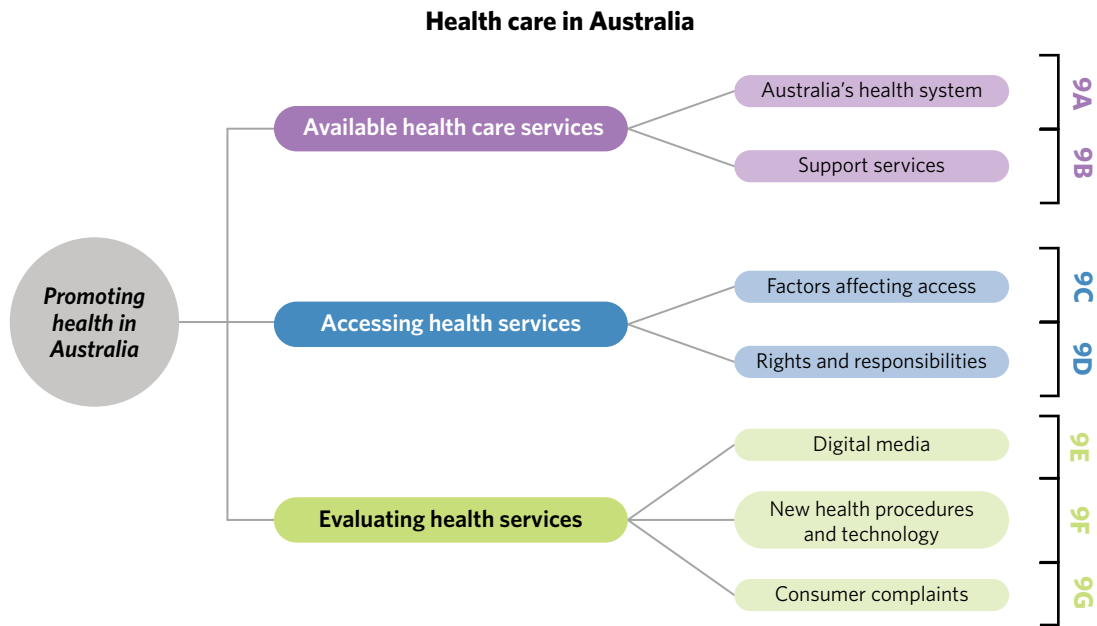 Health care in Australia
Promoting
health in
Australia
Available health care services
Australia's health system
9A
Support services
9B
Accessing health services
Factors affecting access
9C
Rights and responsibilities
9D
Evaluating health services
Digital media
9E
New health procedures
and technology
9F
Consumer complaints
9G